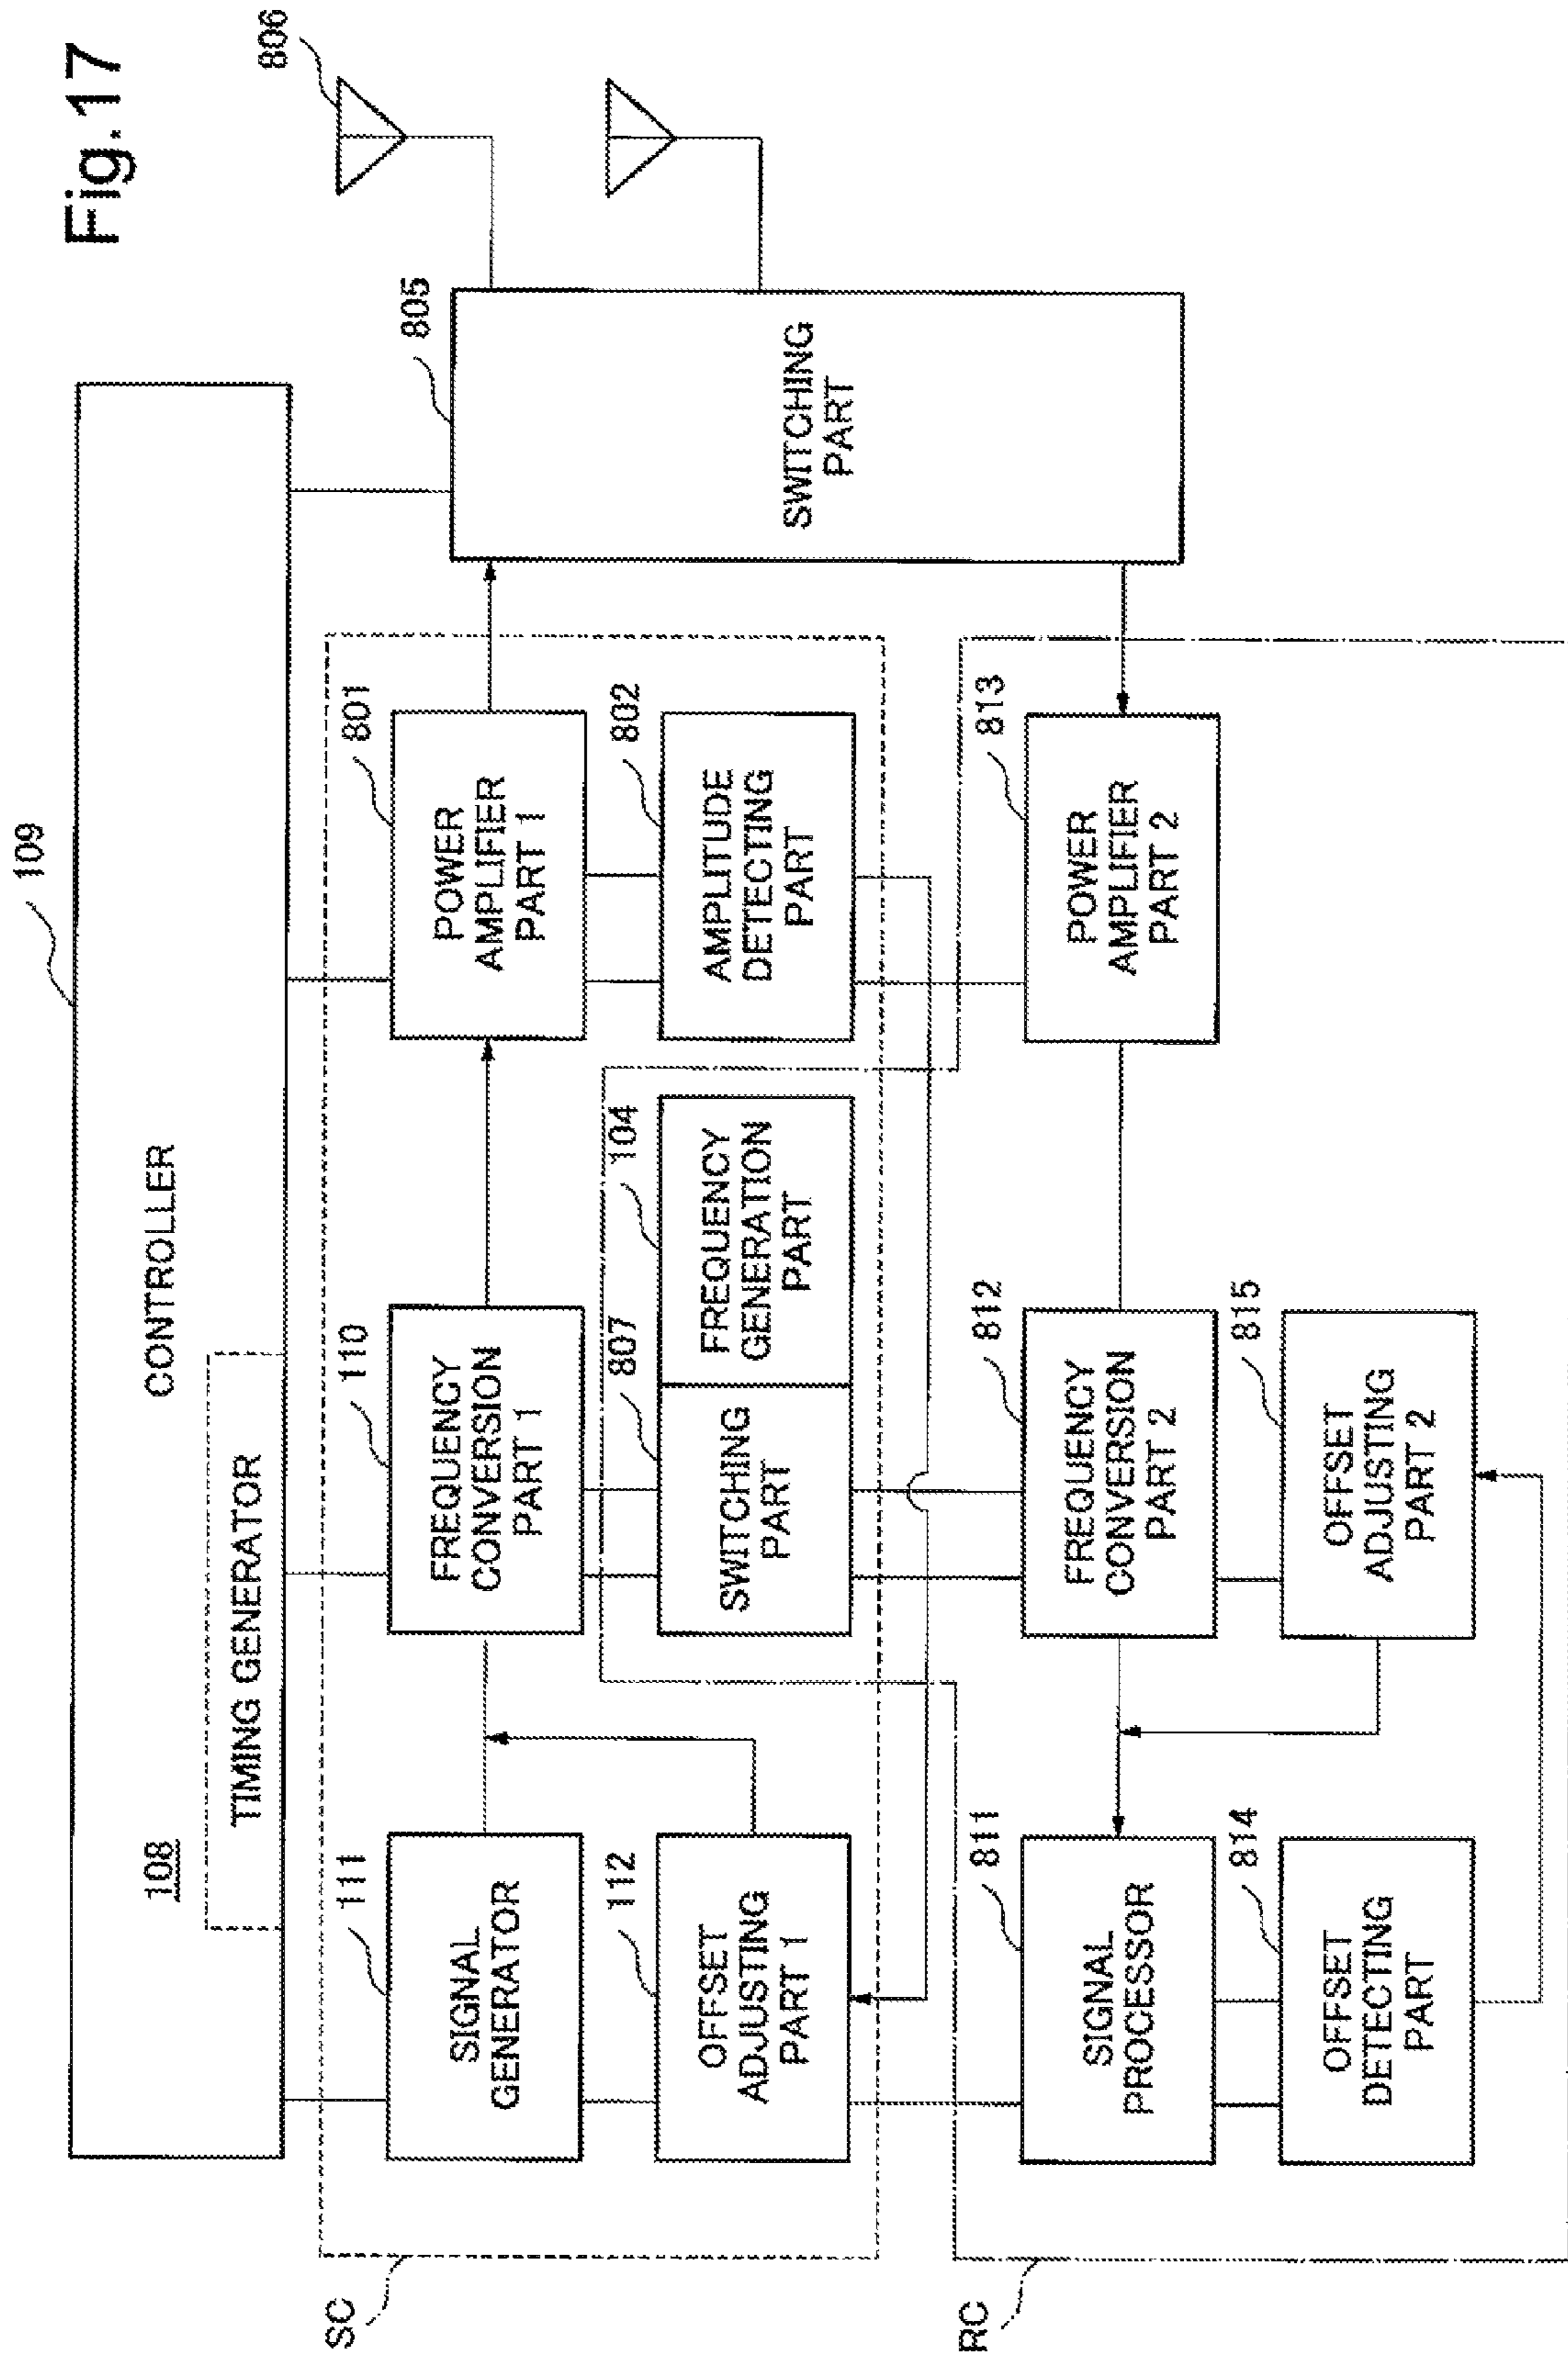 Fig.17
109
CONTROLLER
108
TIMING GENERATOR
806
805
SWITCHING
PART
SC
111
SIGNAL
GENERATOR
110
FREQUENCY
CONVERSION
PART 1
801
POWER
AMPLIFIER
PART 1
112
OFFSET
ADJUSTING
PART 1
807
SWITCHING
PART
104
FREQUENCY
GENERATION
PART
802
AMPLITUDE
DETECTING
PART
RC
811
SIGNAL
PROCESSOR
812
FREQUENCY
CONVERSION
PART 2
813
POWER
AMPLIFIER
PART 2
814
OFFSET
DETECTING
PART
815
OFFSET
ADJUSTING
PART 2